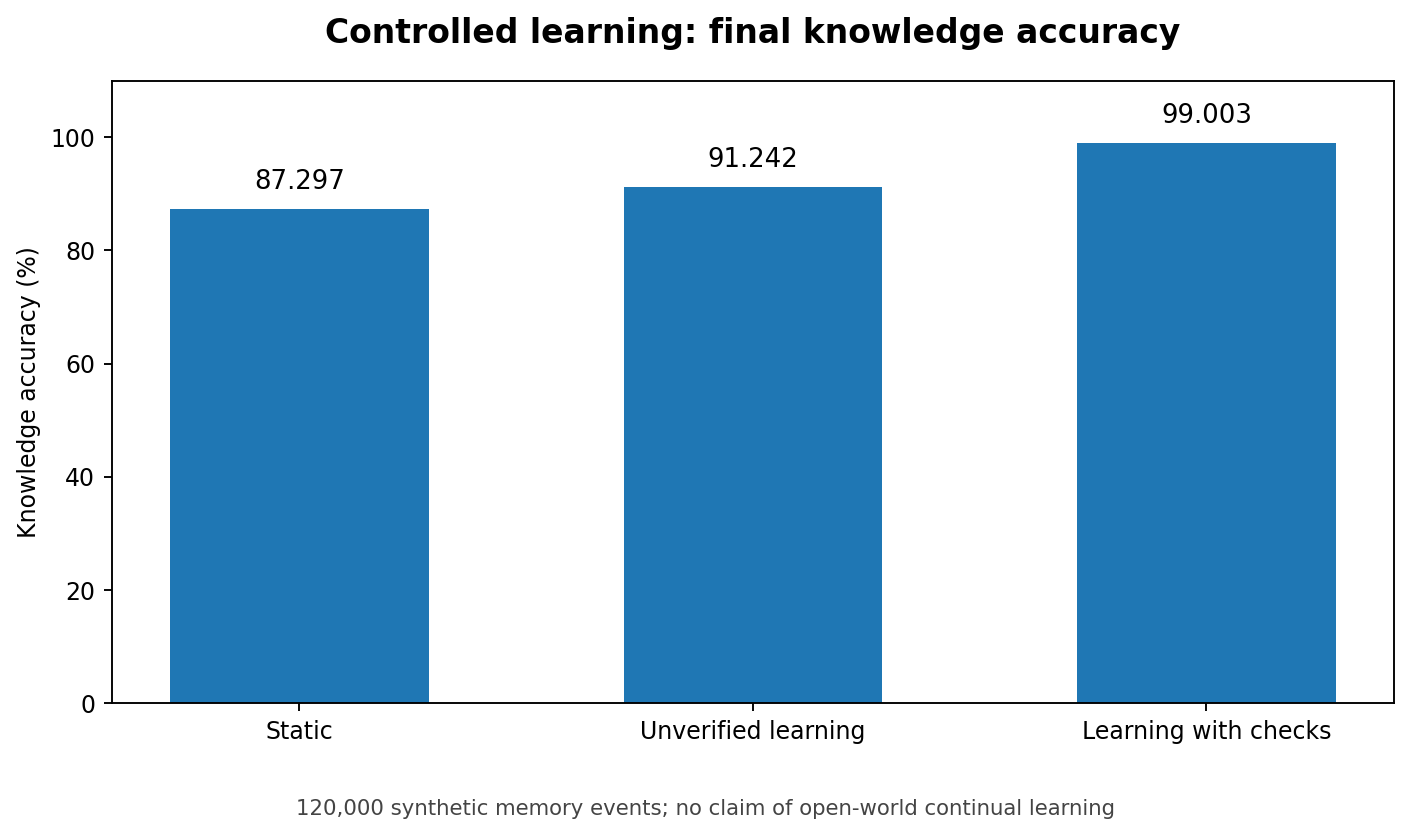 Controlled learning: final knowledge accuracy
99.003
91.242
87.297
100
80
60
40
20
0
Knowledge accuracy (%)
Static
Unverified learning
Learning with checks
120,000 synthetic memory events; no claim of open-world continual learning